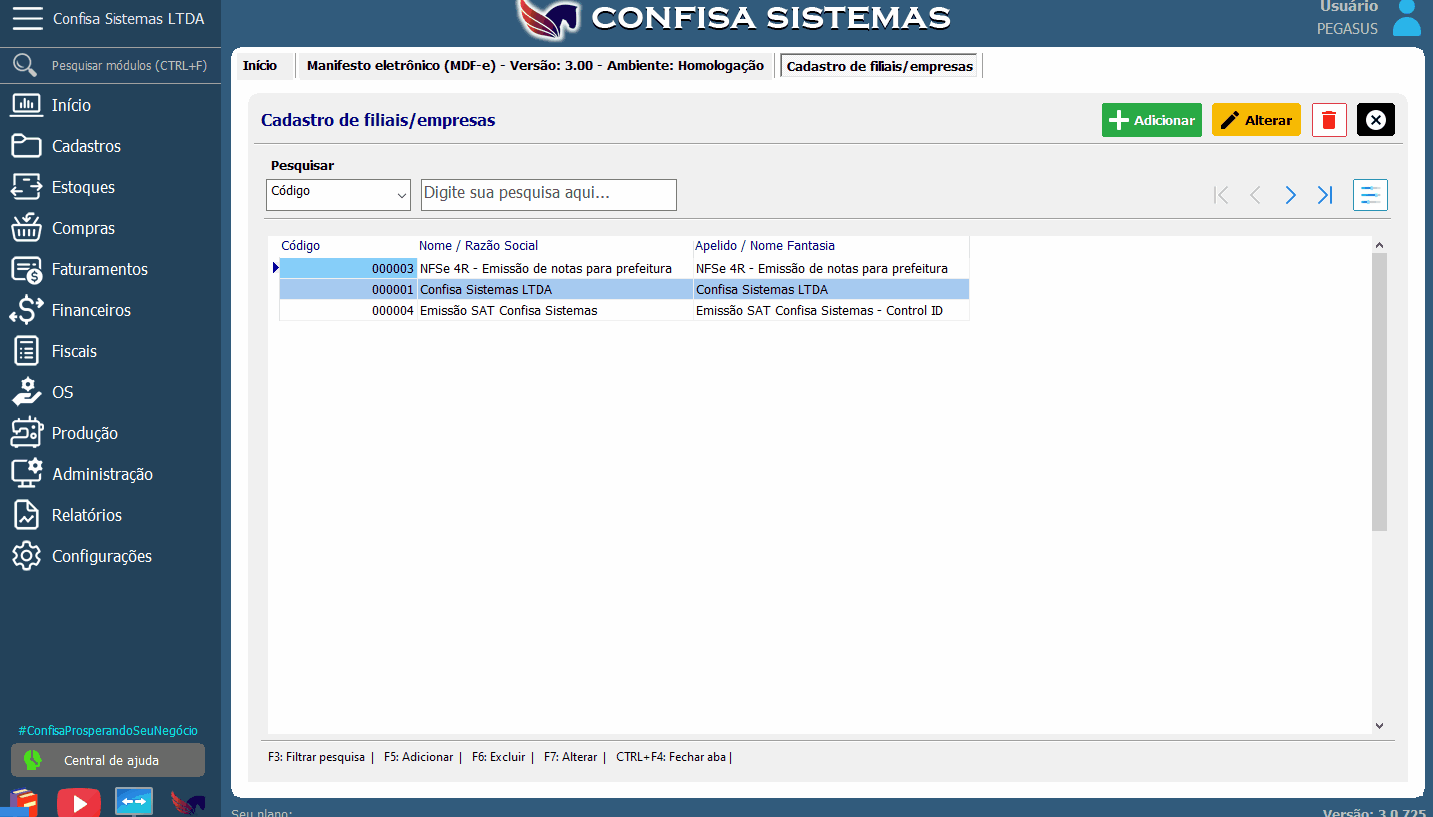 Confisa Sistemas LTDA
CONFISA SISTEMAS
Usuário
PEGASUS
Pesquisar módulos (CTRL+F)
Início
Cadastros
Estoques
Compras
Faturamentos
Financeiros
Fiscais
OS
Produção
Administração
Relatórios
Configurações
#ConfisaProsperandoSeuNegócio
Central de ajuda
Início
Manifesto eletrônico (MDF-e) - Versão: 3.00 - Ambiente: Homologação
Cadastro de filiais/empresas
Cadastro de filiais/empresas
Adicionar
Alterar
Pesquisar
Código
Digite sua pesquisa aqui...
Código Nome / Razão Social Apelido / Nome Fantasia
000003 NFSe 4R - Emissão de notas para prefeitura NFSe 4R - Emissão de notas para prefeitura
000001 Confisa Sistemas LTDA Confisa Sistemas LTDA
000004 Emissão SAT Confisa Sistemas Emissão SAT Confisa Sistemas - Control ID
F3: Filtrar pesquisa | F5: Adicionar | F6: Excluir | F7: Alterar | CTRL+F4: Fechar aba |
Seu plano:
Versão: 3.0.725